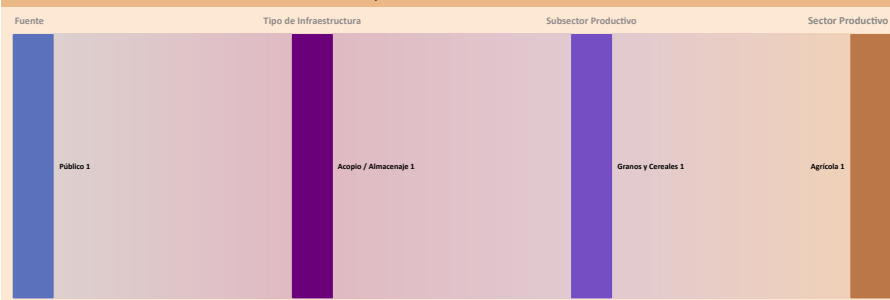 Fuente
Tipo de Infraestructura
Subsector Productivo
Sector Productivo
Público 1
Acopio / Almacenaje 1
Granos y Cereales 1
Agrícola 1